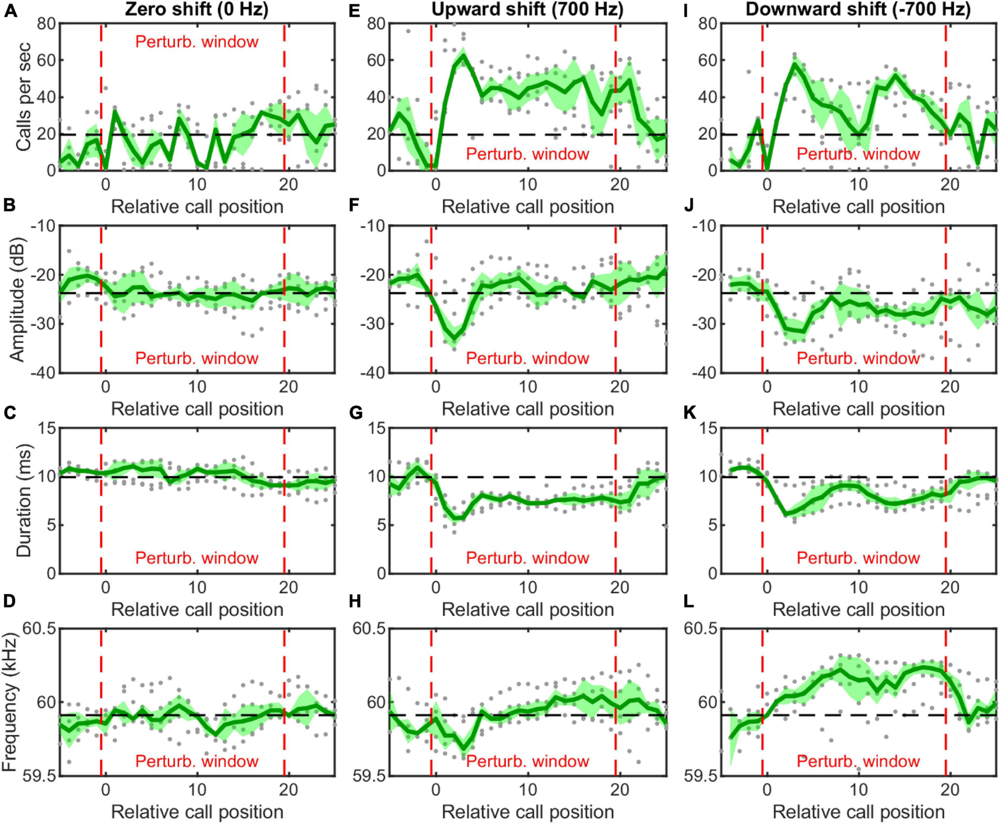 A Zero shift (0 Hz) E Upward shift (700 Hz) I Downward shift (-700 Hz)
80 80 80
Perturb. window
60 60 60
Calls per sec
40 40 40
20 20 20
Perturb. window Perturb. window
0 0 0
0 10 20 0 10 20 0 10 20
Relative call position Relative call position Relative call position
B F J
-10 -10 -10
Amplitude (dB)
-20 -20 -20
-30 -30 -30
Perturb. window Perturb. window Perturb. window
-40 -40 -40
0 10 20 0 10 20 0 10 20
Relative call position Relative call position Relative call position
C G K
15 15 15
Duration (ms)
10 10 10
5 5 5
Perturb. window Perturb. window Perturb. window
0 0 0
0 10 20 0 10 20 0 10 20
Relative call position Relative call position Relative call position
D H L
60.5 60.5 60.5
Frequency (kHz)
60 60 60
Perturb. window Perturb. window Perturb. window
59.5 59.5 59.5
0 10 20 0 10 20 0 10 20
Relative call position Relative call position Relative call position